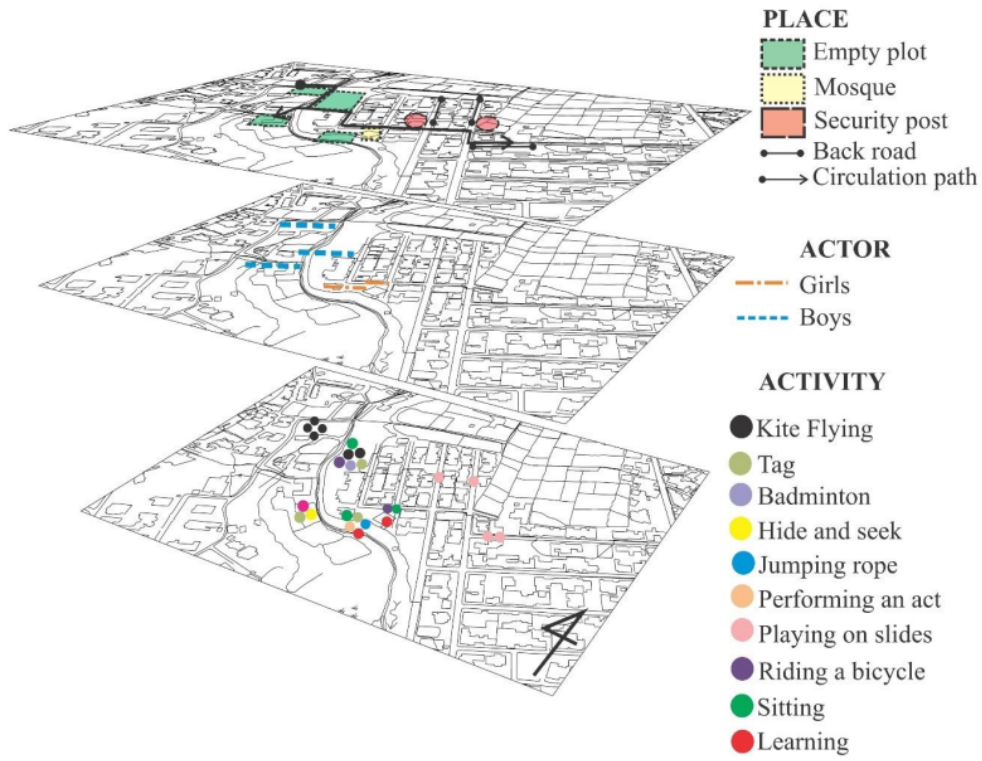 PLACE
Empty plot
Mosque
Security post
Back road
Circulation path
ACTOR
Girls
Boys
ACTIVITY
Kite Flying
Tag
Badminton
Hide and seek
Jumping rope
Performing an act
Playing on slides
Riding a bicycle
Sitting
Learning